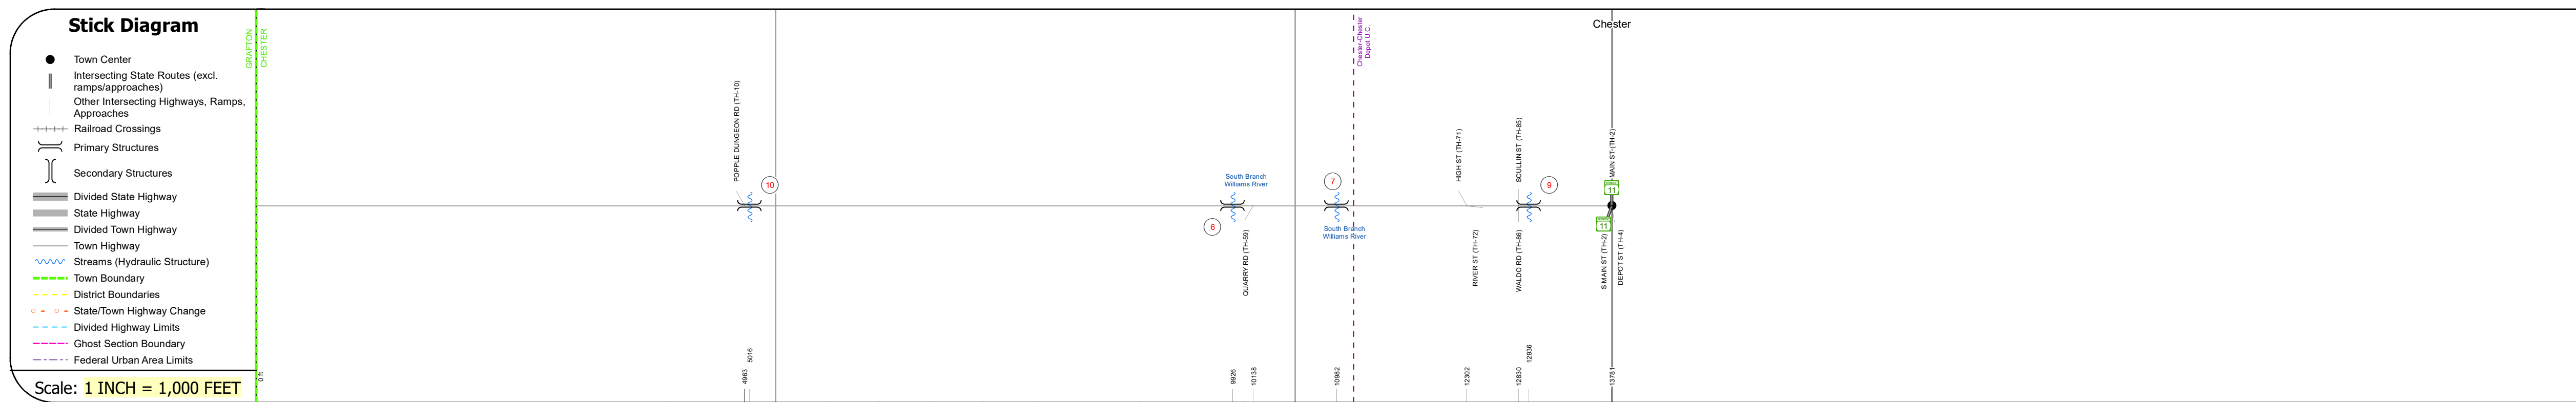 Stick Diagram
Town Center
Intersecting State Routes (excl.
ramps/approaches)
Other Intersecting Highways, Ramps,
Approaches
Railroad Crossings
Primary Structures
Secondary Structures
Divided State Highway
State Highway
Divided Town Highway
Town Highway
Streams (Hydraulic Structure)
Town Boundary
District Boundaries
State/Town Highway Change
Divided Highway Limits
Ghost Section Boundary
Federal Urban Area Limits
Scale: 1 INCH = 1,000 FEET
GRAFTON
CHESTER
0 ft
POPPLE DUNGEON RD (TH-10)
10
4963
5016
South Branch
Williams River
6
QUARRY RD (TH-59)
9926
10138
7
South Branch
Williams River
10982
Chester-Chester
Depot U.C.
HIGH ST (TH-71)
RIVER ST (TH-72)
12302
SCULLIN ST (TH-85)
WALDO RD (TH-86)
9
12830
12936
Chester
MAIN ST-(TH-2)
11
11
S MAIN ST (TH-2)
DEPOT ST (TH-4)
13781